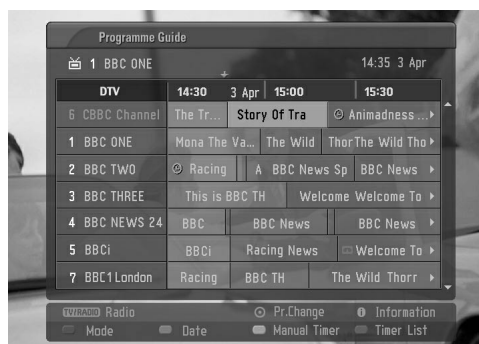 Programme Guide
1 BBC ONE 14:35 3 Apr
DTV 14:30 3 Apr 15:00 15:30
6 CBBC Channel The Tr... Story Of Tra Animadness ...
1 BBC ONE Mona The Va... The Wild Thor The Wild Tho
2 BBC TWO Racing A BBC News Sp BBC News
3 BBC THREE This is BBC TH Welcome Welcome To
4 BBC NEWS 24 BBC BBC News BBC News
5 BBCi BBCi Racing News Welcome To
7 BBC1 London Racing BBC TH The Wild Thorr
TV/RADIO Radio Pr.Change Information
Mode Date Manual Timer Timer List